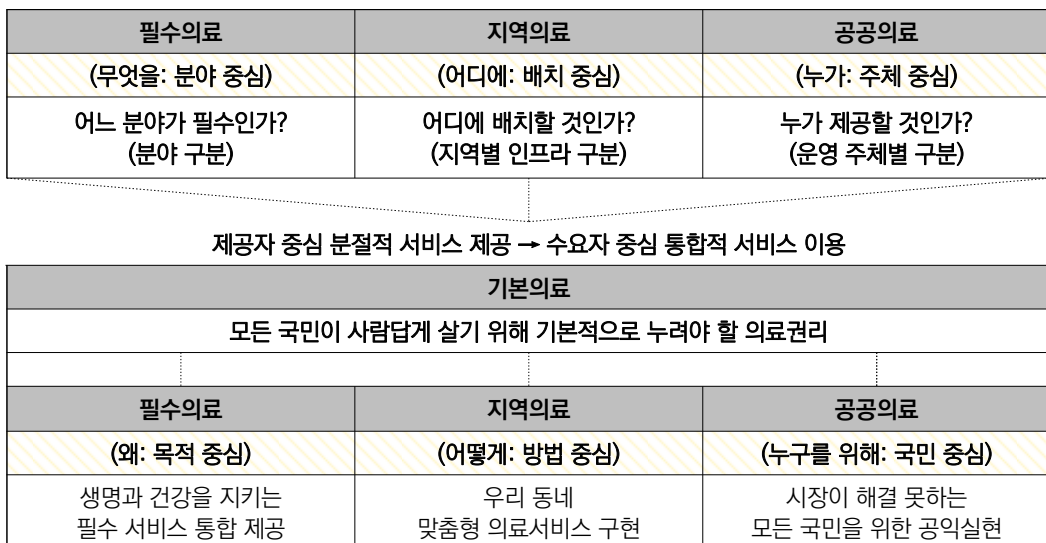 필수의료 지역의료 공공의료
(무엇을: 분야 중심) (어디에: 배치 중심) (누가: 주체 중심)
어느 분야가 필수인가? 어디에 배치할 것인가? 누가 제공할 것인가?
(분야 구분) (지역별 인프라 구분) (운영 주체별 구분)
제공자 중심 분절적 서비스 제공 → 수요자 중심 통합적 서비스 이용
기본의료
모든 국민이 사람답게 살기 위해 기본적으로 누려야 할 의료권리
필수의료 지역의료 공공의료
(왜: 목적 중심) (어떻게: 방법 중심) (누구를 위해: 국민 중심)
생명과 건강을 지키는 우리 동네 시장이 해결 못하는
필수 서비스 통합 제공 맞춤형 의료서비스 구현 모든 국민을 위한 공익실현